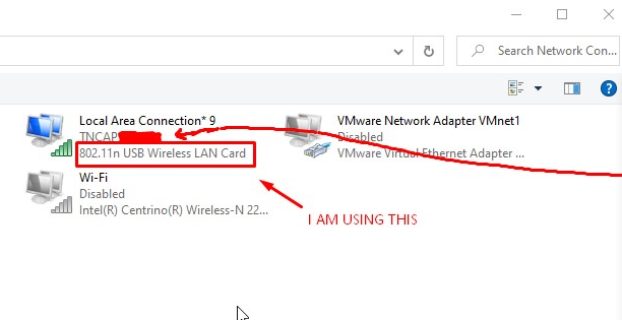 Search Network Con...
Local Area Connection* 9
TNCAP
802.11n USB Wireless LAN Card
VMware Network Adapter VMnet1
Disabled
VMware Virtual Ethernet Adapter ...
Wi-Fi
Disabled
Intel(R) Centrino(R) Wireless-N 22...
I AM USING THIS